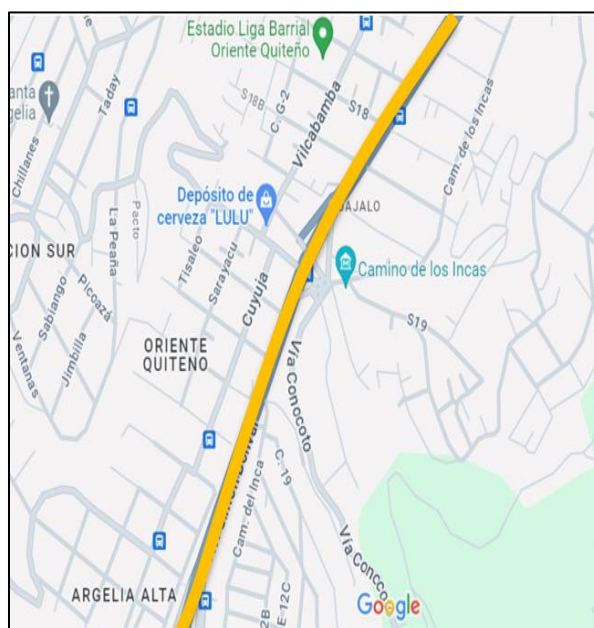 Estadio Liga Barrial
Oriente Quiteño
S18B
C. G-2
Vilcabamba
S18
Cam. de los Incas
Taday
Chillanes
Depósito de
cerveza "LULU"
AJALO
La Peaña
Pacto
CION SUR
Tisaleo
Sarayacu
Cuyuja
Camino de los Incas
S19
Picoazá
Sabiango
Jimbilla
Ventanas
ORIENTE
QUITENO
Vía Conocoto
C. 19
Cam. del Inca
Vía Conoco
ARGELIA ALTA
E 12C
Google